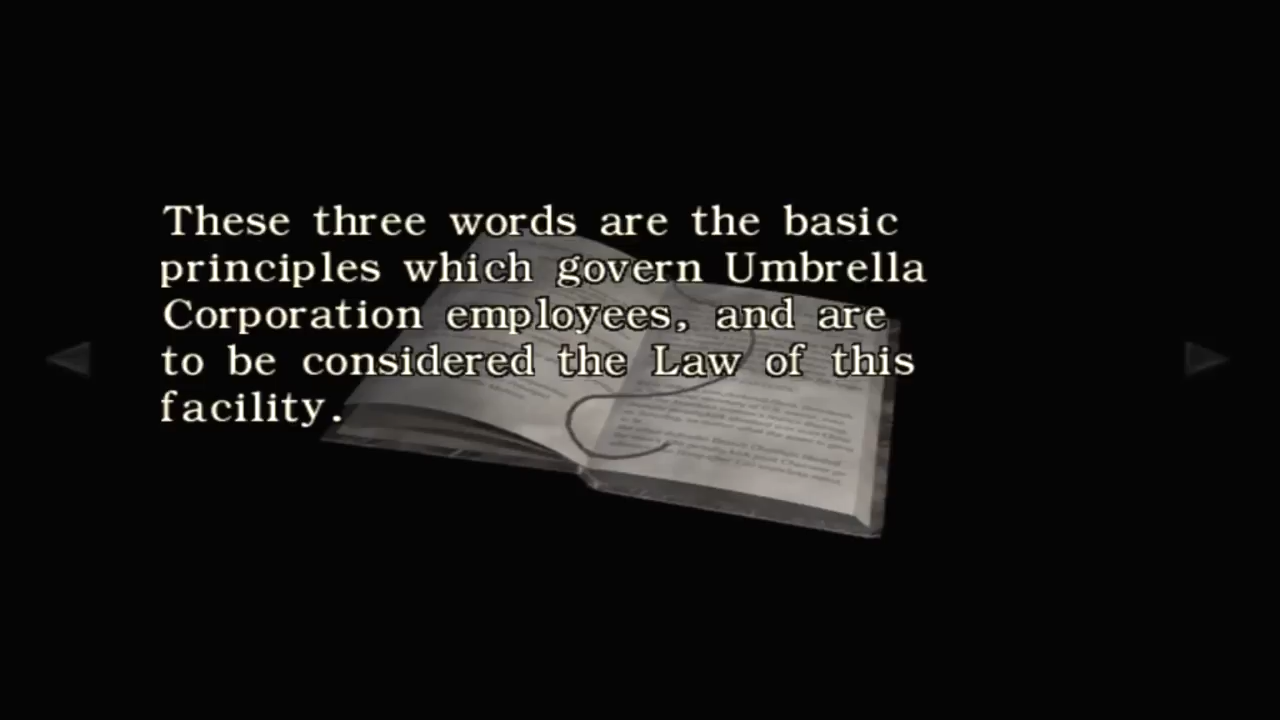 These three words are the basic
principles which govern Umbrella
Corporation employees, and are
to be considered the Law of this
facility.